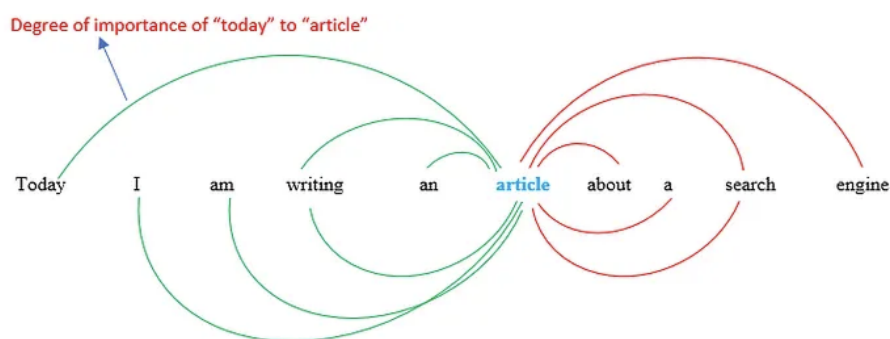 Degree of importance of “today” to “article”
Today I am writing an article about a search engine